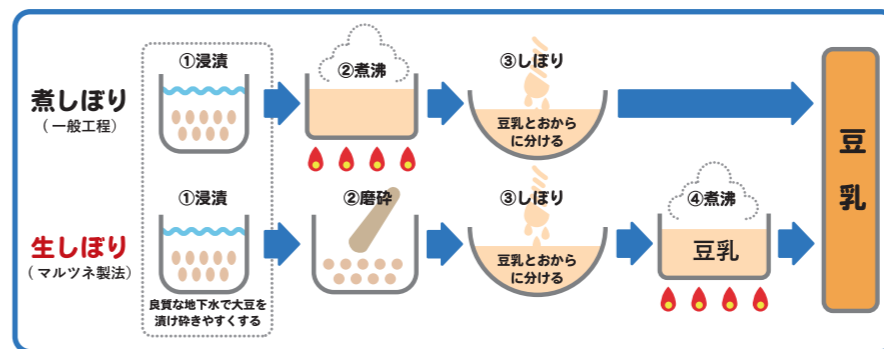 煮しぼり
（一般工程）
①浸漬
②煮沸
③しぼり
豆乳とおから
に分ける
生しぼり
（マルツネ製法）
①浸漬
良質な地下水で大豆を
漬け砕きやすくする
②磨砕
③しぼり
豆乳とおから
に分ける
④煮沸
豆乳
豆乳